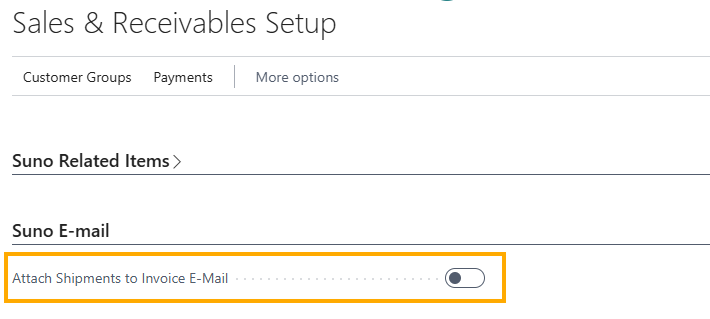 Sales & Receivables Setup
Customer Groups Payments More options
Suno Related Items
Suno E-mail
Attach Shipments to Invoice E-Mail